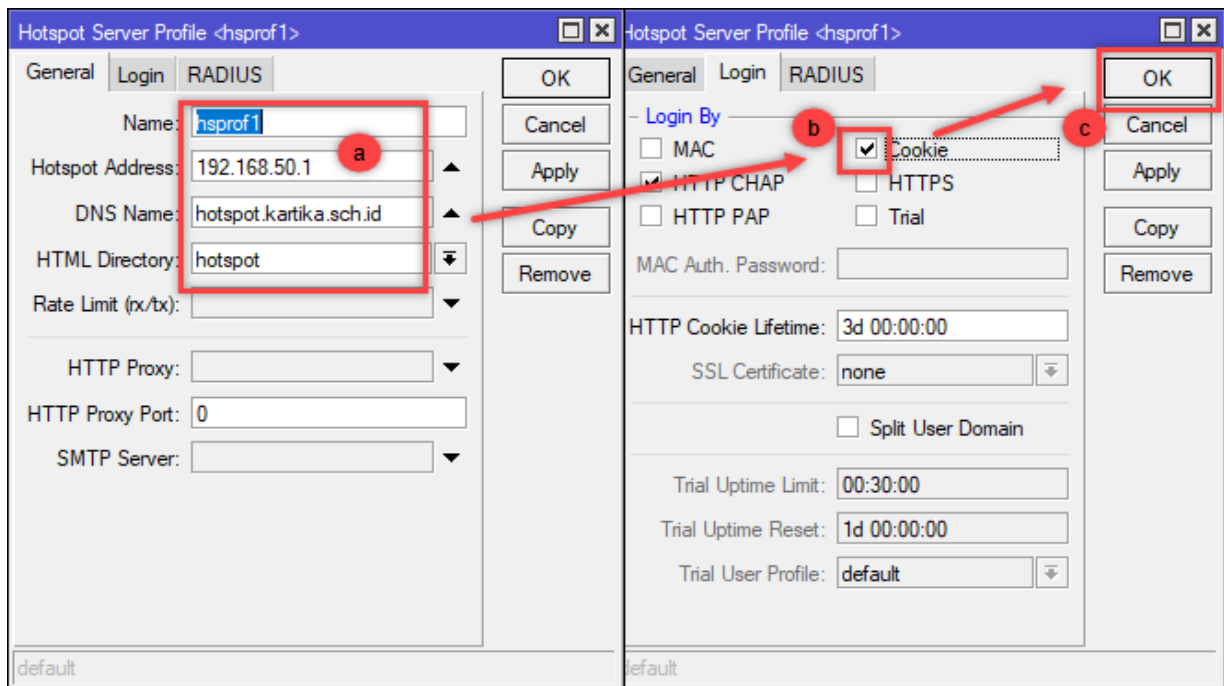 Hotspot Server Profile <hsprof1>
General Login RADIUS
OK
Name: hsprof1
Cancel
a
Hotspot Address: 192.168.50.1
Apply
DNS Name: hotspot.kartika.sch.id
Copy
HTML Directory: hotspot
Remove
Rate Limit (rx/tx):
HTTP Proxy:
HTTP Proxy Port: 0
SMTP Server:
default
Hotspot Server Profile <hsprof1>
General Login RADIUS
OK
Login By
b
c
Cancel
MAC Cookie
Apply
HTTP CHAP HTTPS
HTTP PAP Trial
Copy
MAC Auth. Password:
Remove
HTTP Cookie Lifetime: 3d 00:00:00
SSL Certificate: none
Split User Domain
Trial Uptime Limit: 00:30:00
Trial Uptime Reset: 1d 00:00:00
Trial User Profile: default
default